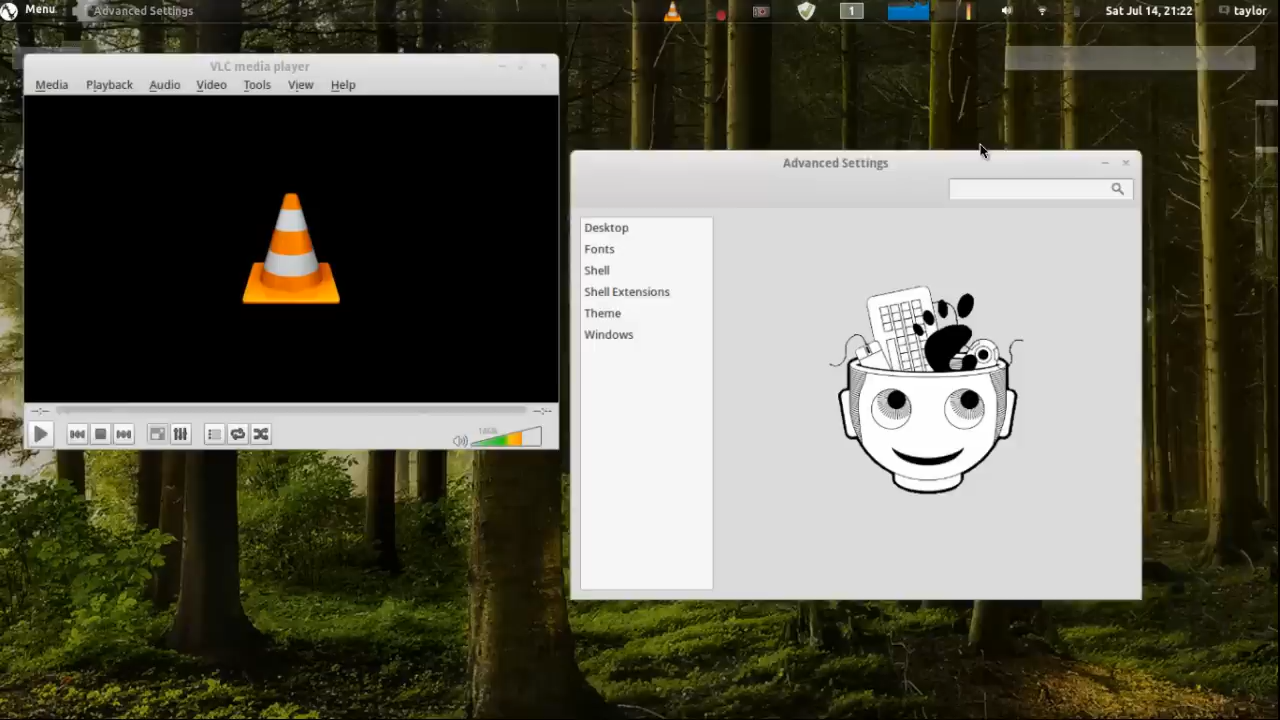 Menu
Advanced Settings
1
Sat Jul 14, 21:22
taylor
VLC media player
Media Playback Audio Video Tools View Help
--:--
--:--
Advanced Settings
Desktop
Fonts
Shell
Shell Extensions
Theme
Windows